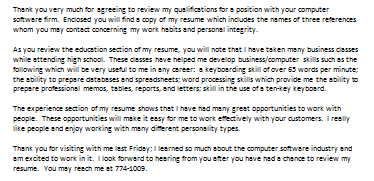 Thank you very much for agreeing to review my qualifications for a position with your computer
software firm.  Enclosed you will find a copy of my resume which includes the names of three references
whom you may contact concerning my work habits and personal integrity.

As you review the education section of my resume, you will note that I have taken many business classes
while attending high school.  These classes have helped me develop business/computer  skills such as the
following which will be very useful to me in any career:  a keyboarding skill of over 65 words per minute;
the ability to prepare databases and spreadsheets; word processing skills which provide me the ability to
prepare professional  memos, tables, reports, and letters; skill in the use of a ten-key keyboard.

The experience section of my resume shows that I have had many great opportunities to work with
people.  These opportunities will make it easy for me to work effectively with your customers.  I really
like people and enjoy working with many different personality types.

Thank you for visiting with me last Friday; I learned so much about the computer software industry and
am excited to work in it.  I look forward to hearing from you after you have had a chance to review my
resume.  You may reach me at 774-1009.